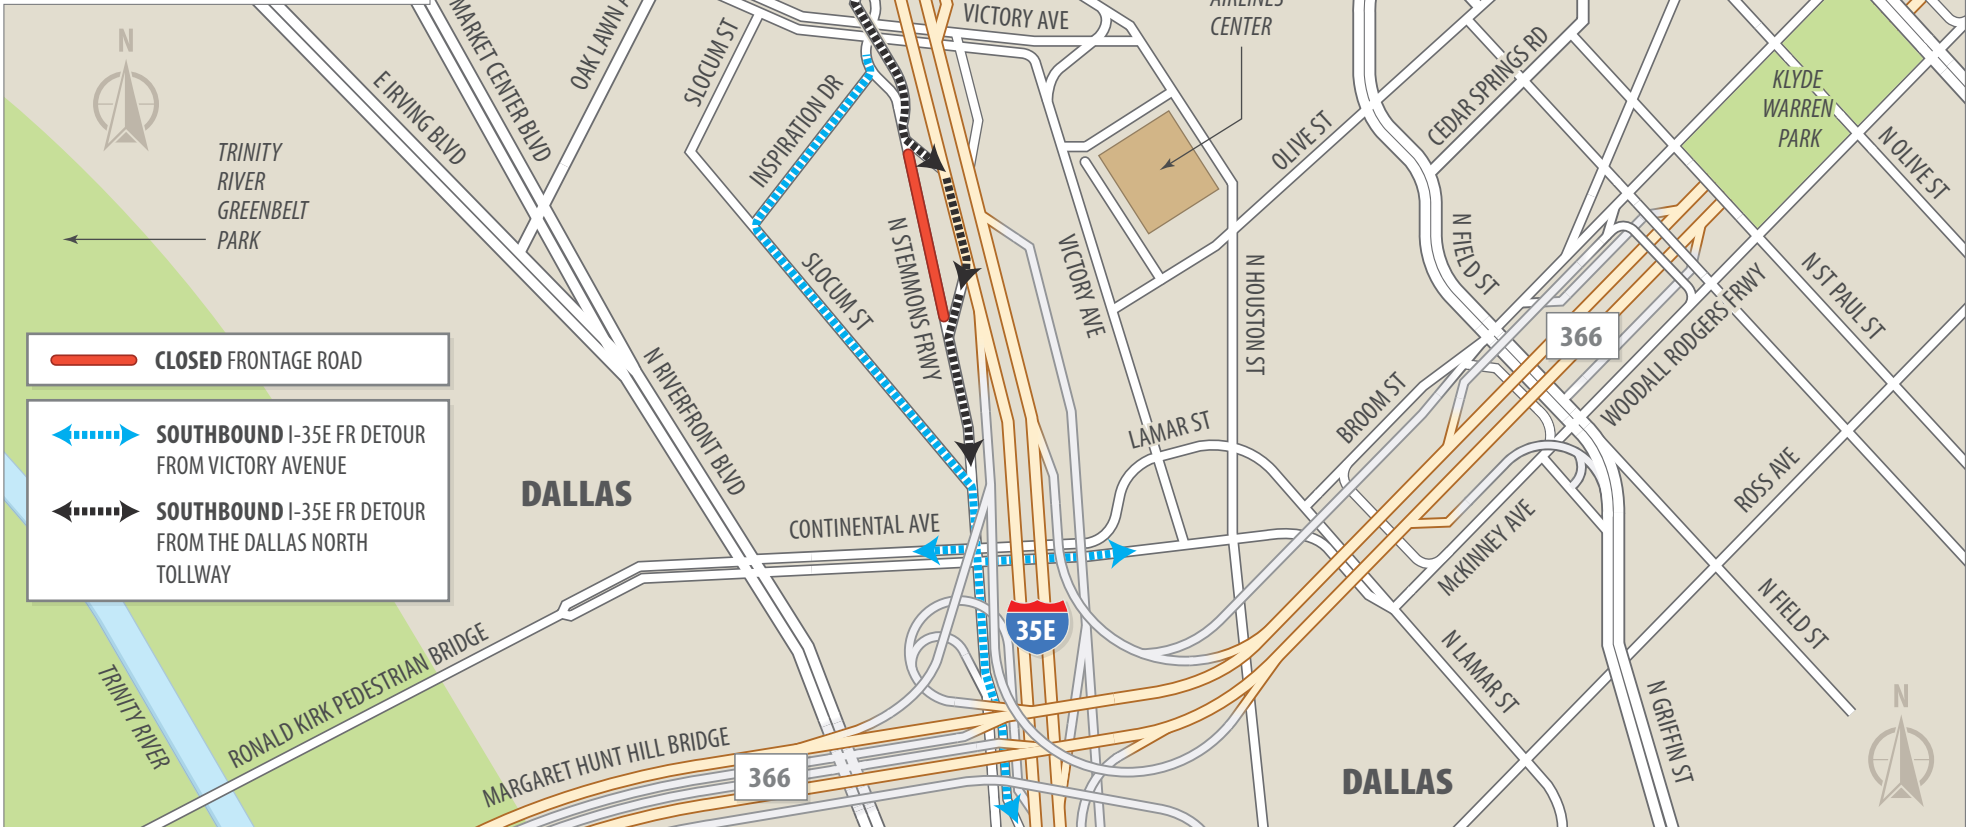 VICTORY AVE
AIRLINES
CENTER
N
MARKET CENTER BLVD
OAK LAWN
SLOCUM ST
E IRVING BLVD
INSPIRATION DR
CEDAR SPRINGS RD
KLYDE
WARREN
PARK
OLIVE ST
N OLIVE ST
TRINITY
RIVER
GREENBELT
PARK
N STEMMONS FRWY
SLOCUM ST
VICTORY AVE
N HOUSTON ST
N FIELD ST
N ST PAUL ST
366
WOODALL RODGERS FRWY
CLOSED FRONTAGE ROAD
SOUTHBOUND I-35E FR DETOUR
FROM VICTORY AVENUE
SOUTHBOUND I-35E FR DETOUR
FROM THE DALLAS NORTH
TOLLWAY
N RIVERFRONT BLVD
BROOM ST
LAMAR ST
DALLAS
ROSS AVE
CONTINENTAL AVE
McKINNEY AVE
35E
N FIELD ST
TRINITY RIVER
RONALD KIRK PEDESTRIAN BRIDGE
N LAMAR ST
N GRIFFIN ST
MARGARET HUNT HILL BRIDGE
366
DALLAS
N